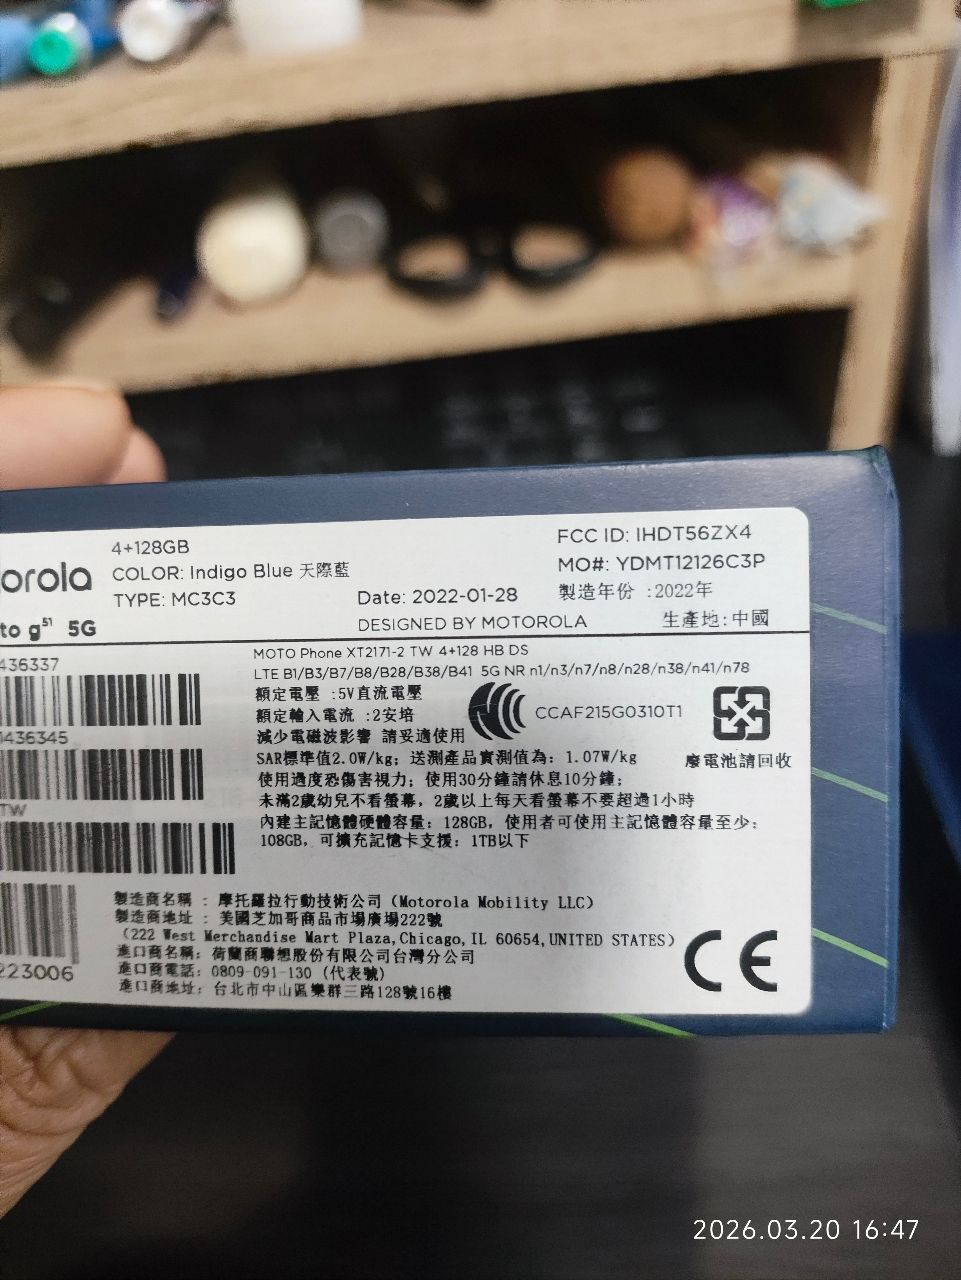 4+128GB
FCC ID: IHDT56ZX4
orola
COLOR: Indigo Blue 天際藍
MO#: YDMT12126C3P
TYPE: MC3C3
Date: 2022-01-28
製造年份 :2022年
to g51 5G
DESIGNED BY MOTOROLA
生產地:中國
436337
MOTO Phone XT2171-2 TW 4+128 HB DS
LTE B1/B3/B7/B8/B28/B38/B41 5G NR n1/n3/n7/n8/n28/n38/n41/n78
額定電壓 :5V直流電壓
額定輸入電流 :2安培
CCAF215G0310T1
1436345
減少電磁波影響 請妥適使用
SAR標準值2.0W/kg; 送測產品實測值為: 1.07W/kg
廢電池請回收
使用過度恐傷害視力; 使用30分鐘請休息10分鐘;
未滿2歲幼兒不看螢幕, 2歲以上每天看螢幕不要超過1小時
TW
內建主記憶體硬體容量: 128GB, 使用者可使用主記憶體容量至少:
108GB, 可擴充記憶卡支援: 1TB以下
製造商名稱 : 摩托羅拉行動技術公司 (Motorola Mobility LLC)
製造商地址 : 美國芝加哥商品市場廣場222號
(222 West Merchandise Mart Plaza,Chicago,IL 60654,UNITED STATES)
進口商名稱: 荷蘭商聯想股份有限公司台灣分公司
進口商電話: 0809-091-130 (代表號)
進口商地址: 台北市中山區樂群三路128號16樓
CE
223006
2026.03.20 16:47